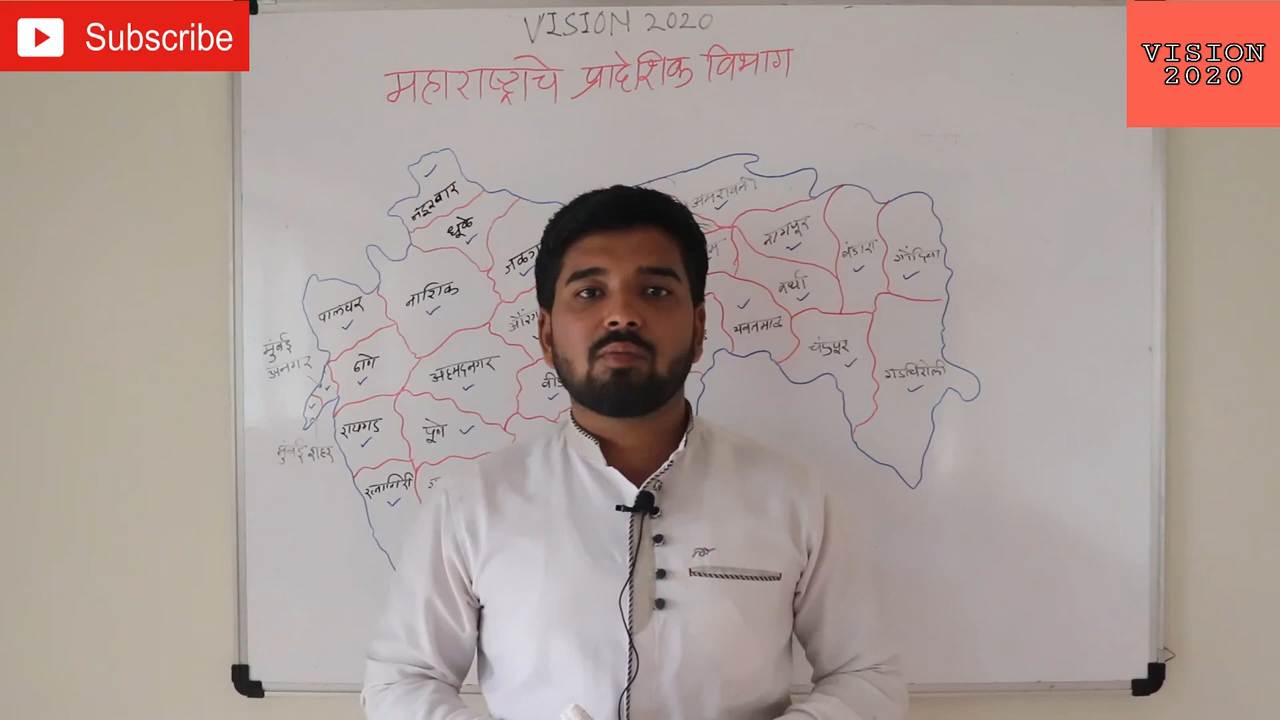 Subscribe
VISION 2020
VISION
2020
महाराष्ट्राचे प्रादेशिक विभाग
नंदूरबार
धूळे
अमरावती
नागपूर
भंडारा
गोंदिया
पालघर
नाशिक
वर्धा
यवतमाळ
मुंबई
उपनगर
ठाणे
अहमदनगर
चंद्रपूर
गडचिरोली
रायगड
पूणे
मुंबई शहर
रत्नागिरी